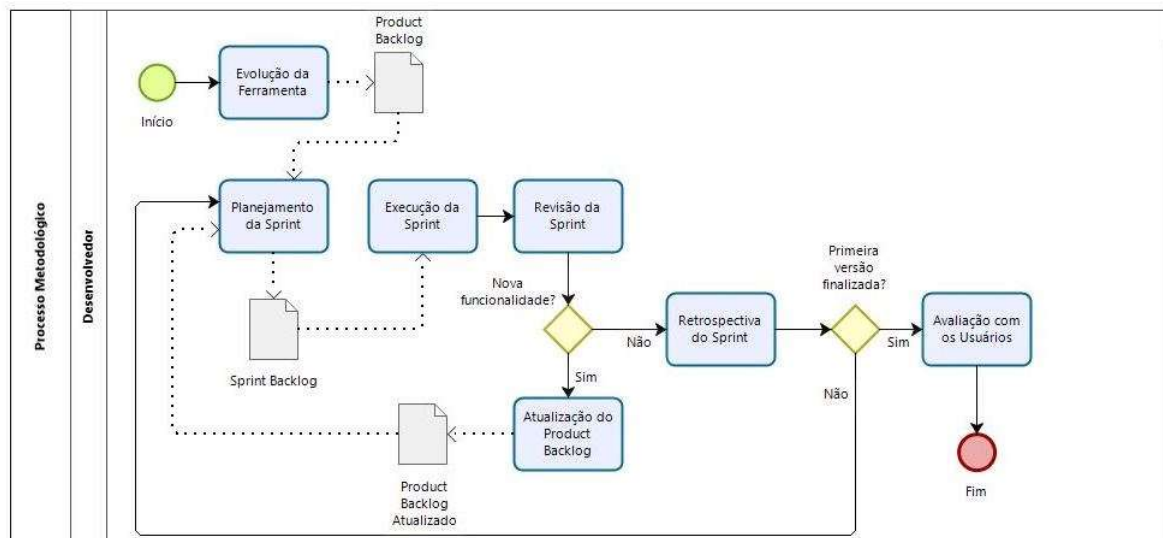 Processo Metodológico
Desenvolvedor
Início
Evolução da
Ferramenta
Product
Backlog
Planejamento
da Sprint
Sprint Backlog
Execução da
Sprint
Revisão da
Sprint
Nova
funcionalidade?
Não
Sim
Atualização do
Product
Backlog
Product
Backlog
Atualizado
Retrospectiva
do Sprint
Primeira
versão
finalizada?
Sim
Não
Avaliação com
os Usuários
Fim